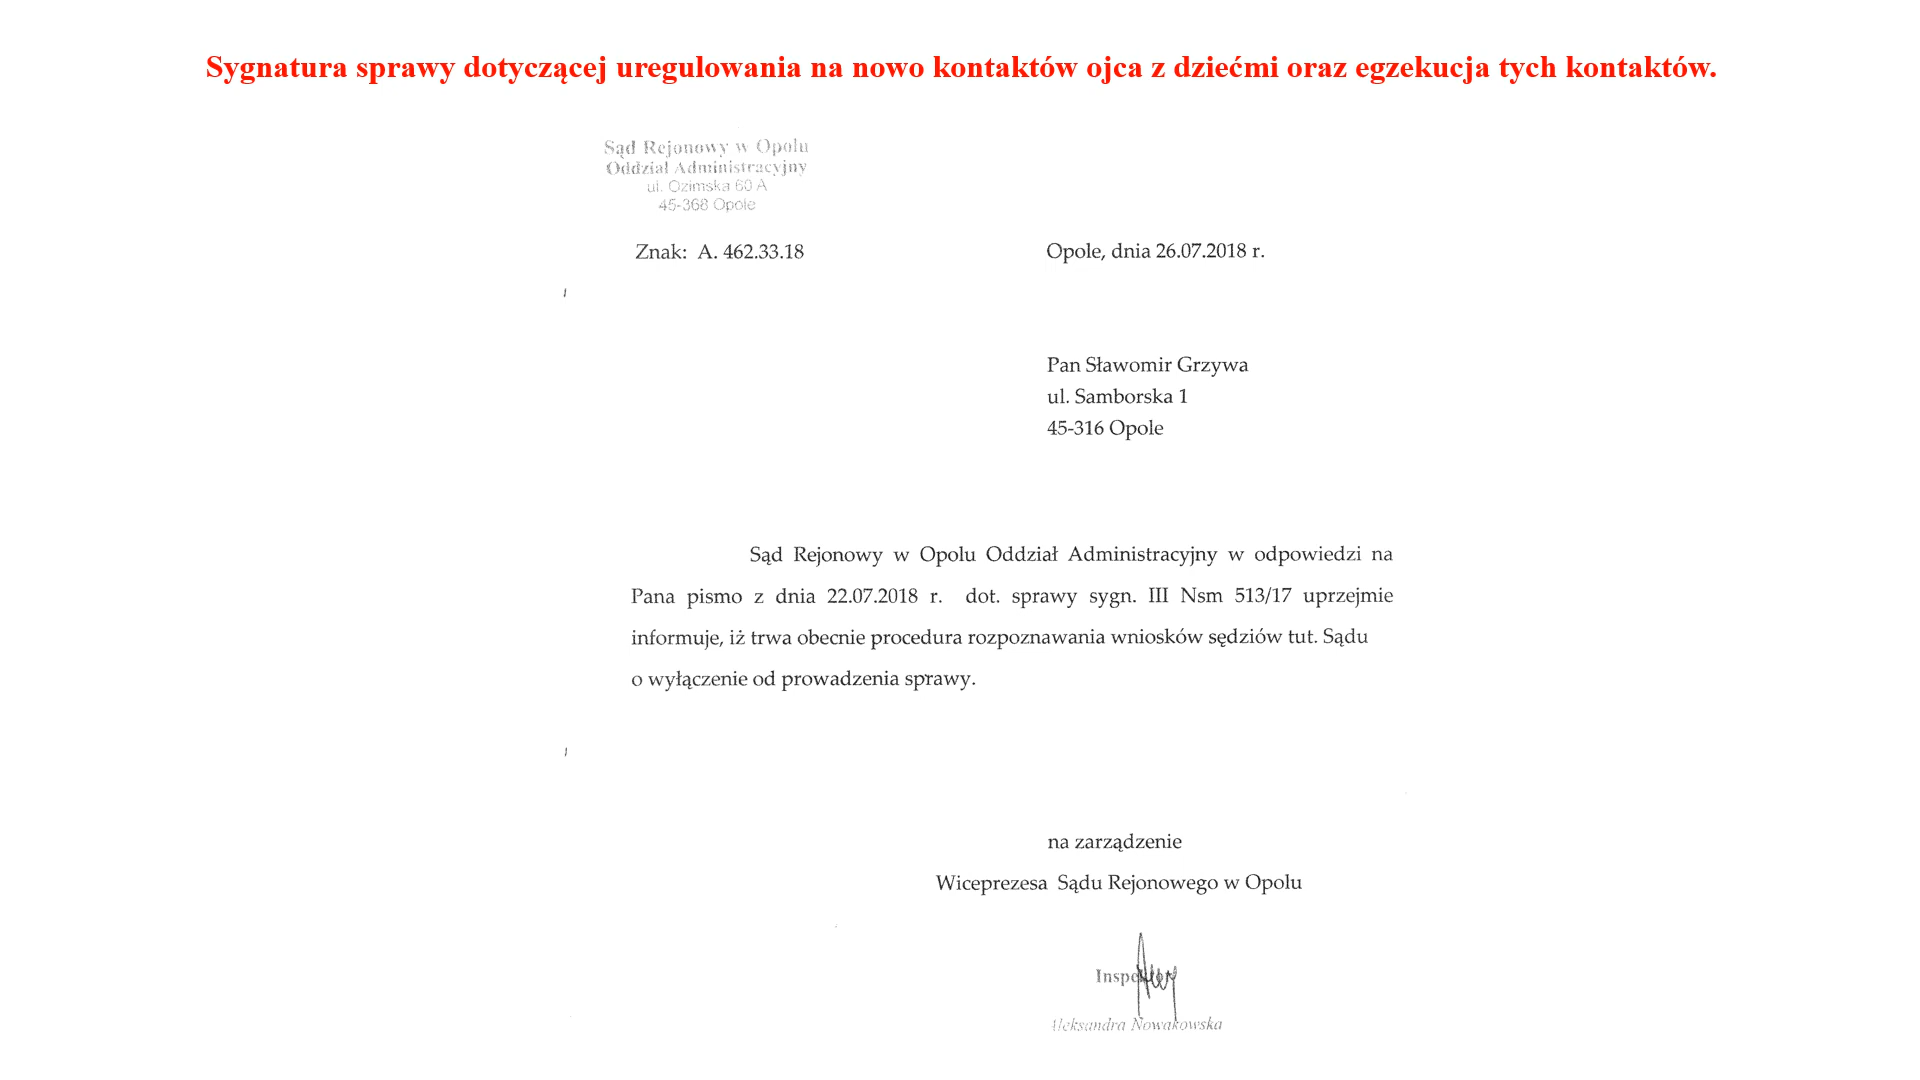 Sygnatura sprawy dotyczącej uregulowania na nowo kontaktów ojca z dziećmi oraz egzekucja tych kontaktów.
Sąd Rejonowy w Opolu
Oddział Administracyjny
ul. Ozimska 60 A
45-368 Opole
Znak: A. 462.33.18
Opole, dnia 26.07.2018 r.
Pan Sławomir Grzywa
ul. Samborska 1
45-316 Opole
Sąd Rejonowy w Opolu Oddział Administracyjny w odpowiedzi na
Pana pismo z dnia 22.07.2018 r. dot. sprawy sygn. III Nsm 513/17 uprzejmie
informuje, iż trwa obecnie procedura rozpoznawania wniosków sędziów tut. Sądu
o wyłączenie od prowadzenia sprawy.
na zarządzenie
Wiceprezesa Sądu Rejonowego w Opolu
Inspektor
Aleksandra Nowakowska